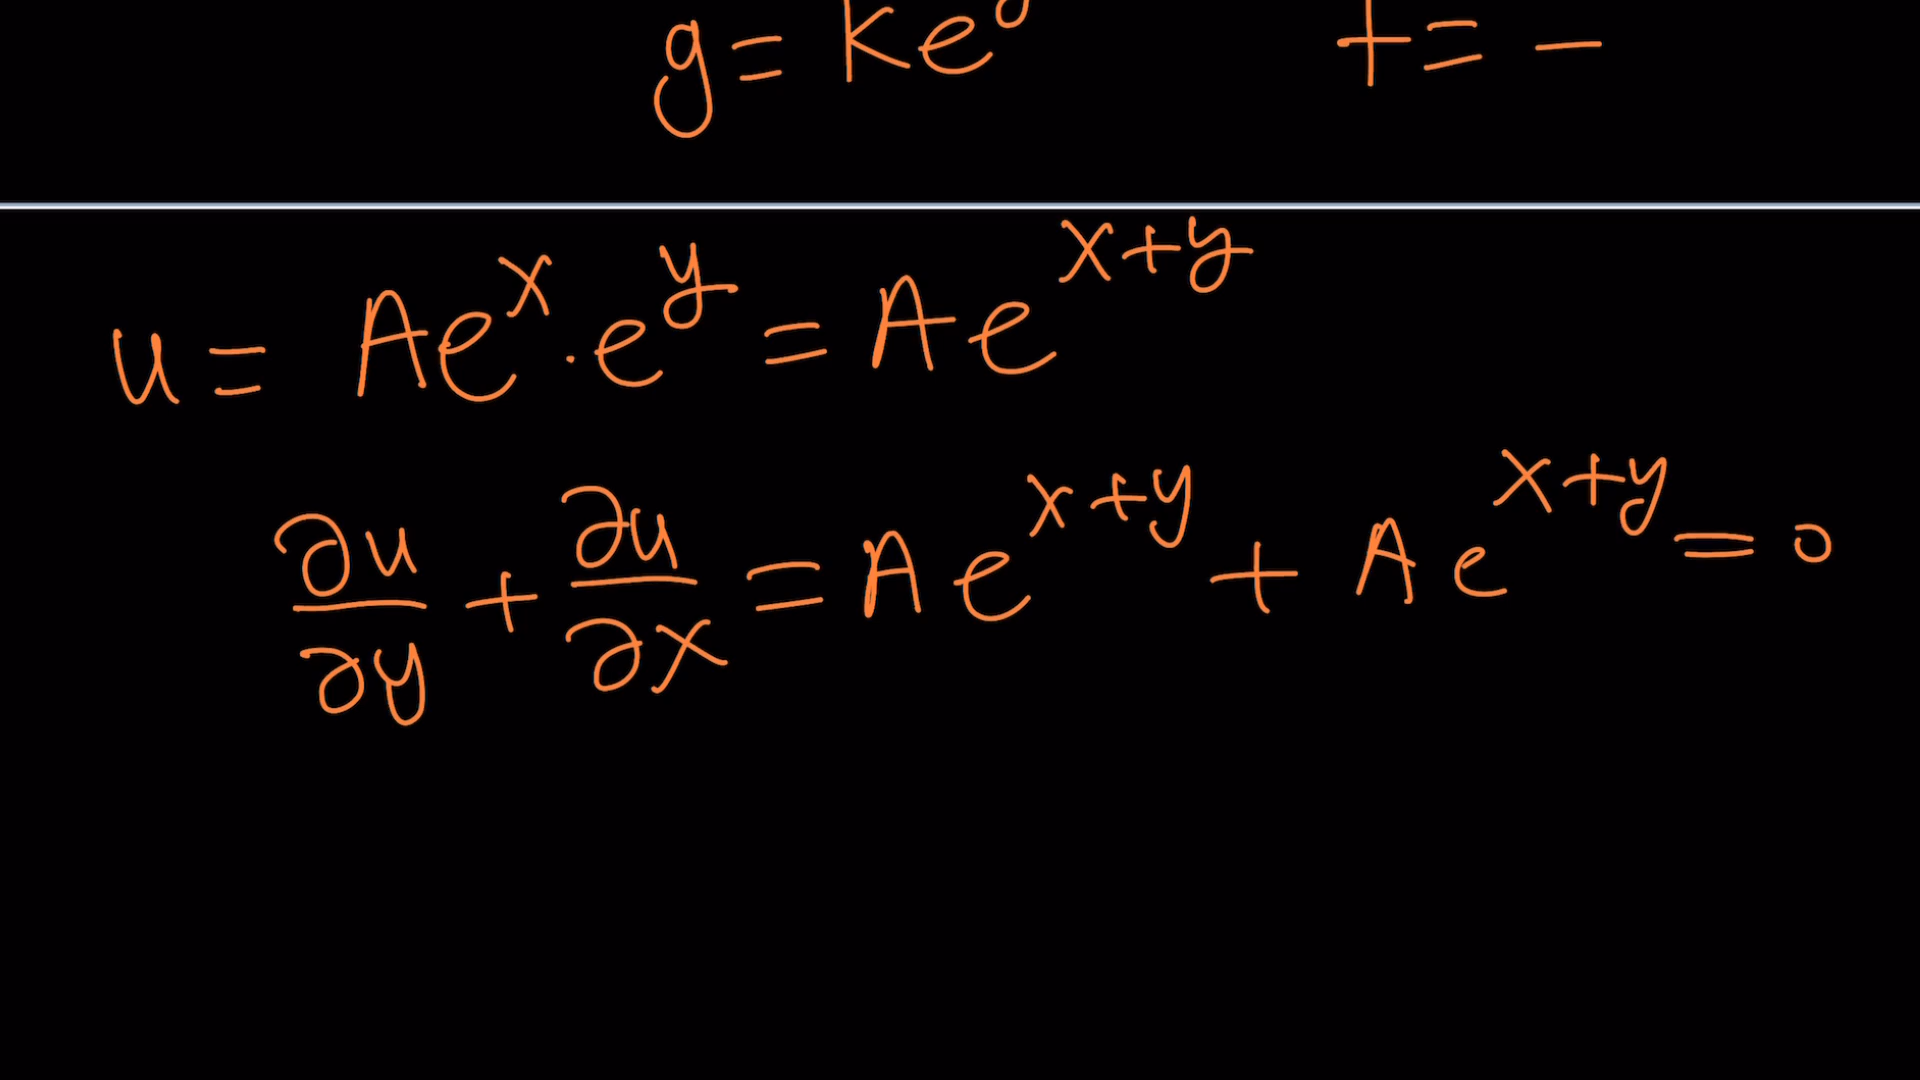 g = Ke^y t = −
u = Ae^x · e^y = Ae^{x+y}
∂u/∂y + ∂u/∂x = Ae^{x+y} + Ae^{x+y} = 0